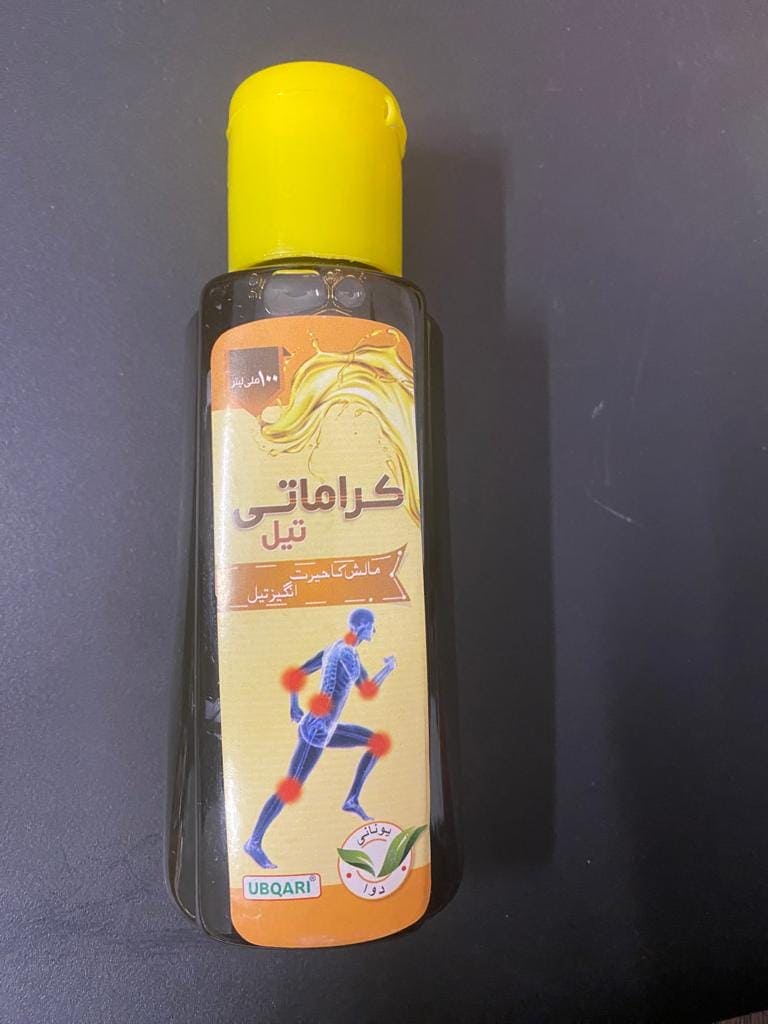 ۱۰۰ ملی لیٹر
کراماتی
تیل
مالش کا حیرت
انگیز تیل
یونانی
دوا
UBQARI®